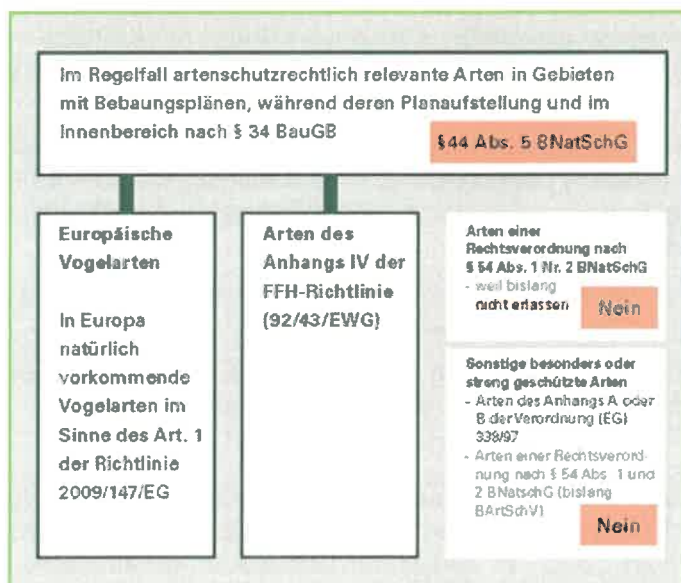 Im Regelfall artenschutzrechtlich relevante Arten in Gebieten
mit Bebaungsplänen, während deren Planaufstellung und im
Innenbereich nach § 34 BauGB
§44 Abs. 5 BNatSchG
Europäische
Vogelarten
In Europa
natürlich
vorkommende
Vogelarten im
Sinne des Art. 1
der Richtlinie
2009/147/EG
Arten des
Anhangs IV der
FFH-Richtlinie
(92/43/EWG)
Arten einer
Rechtsverordnung nach
§ 54 Abs. 1 Nr. 2 BNatSchG
- weil bislang
nicht erlassen
Nein
Sonstige besonders oder
streng geschützte Arten
- Arten des Anhangs A oder
B der Verordnung (EG)
338/97
- Arten einer Rechtsverord-
nung nach § 54 Abs. 1 und
2 BNatschG (bislang
BArtSchV)
Nein